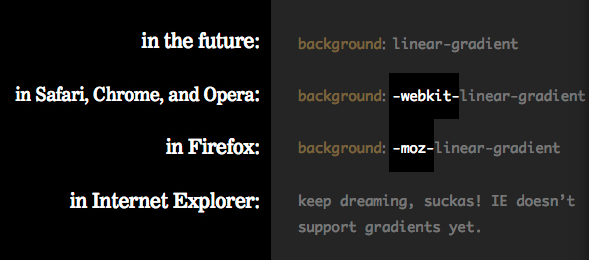 in the future: background: linear-gradient
in Safari, Chrome, and Opera: background: -webkit-linear-gradient
in Firefox: background: -moz-linear-gradient
in Internet Explorer: keep dreaming, suckas! IE doesn’t
support gradients yet.